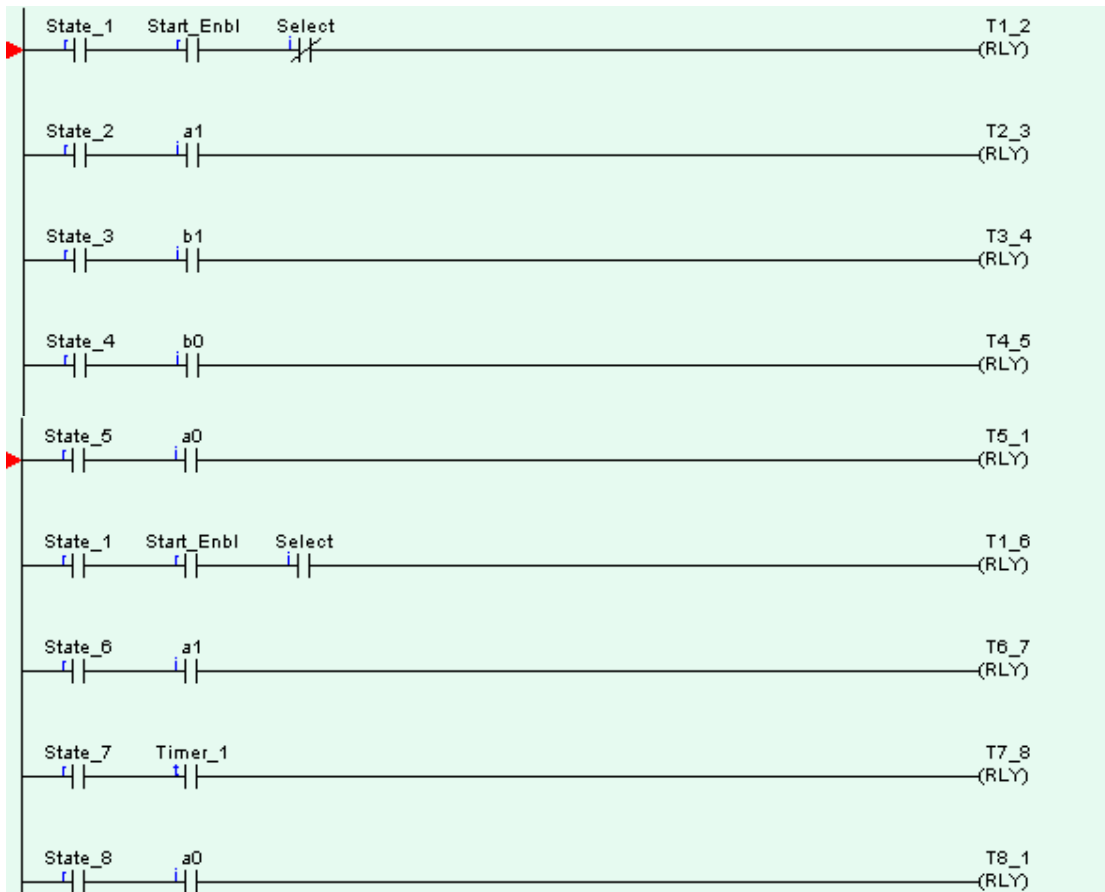 State_1 Start_Enbl Select T1_2
r r i (RLY)
State_2 a1 T2_3
r i (RLY)
State_3 b1 T3_4
r i (RLY)
State_4 b0 T4_5
r i (RLY)
State_5 a0 T5_1
r i (RLY)
State_1 Start_Enbl Select T1_6
r r i (RLY)
State_6 a1 T6_7
r i (RLY)
State_7 Timer_1 T7_8
r t (RLY)
State_8 a0 T8_1
r i (RLY)